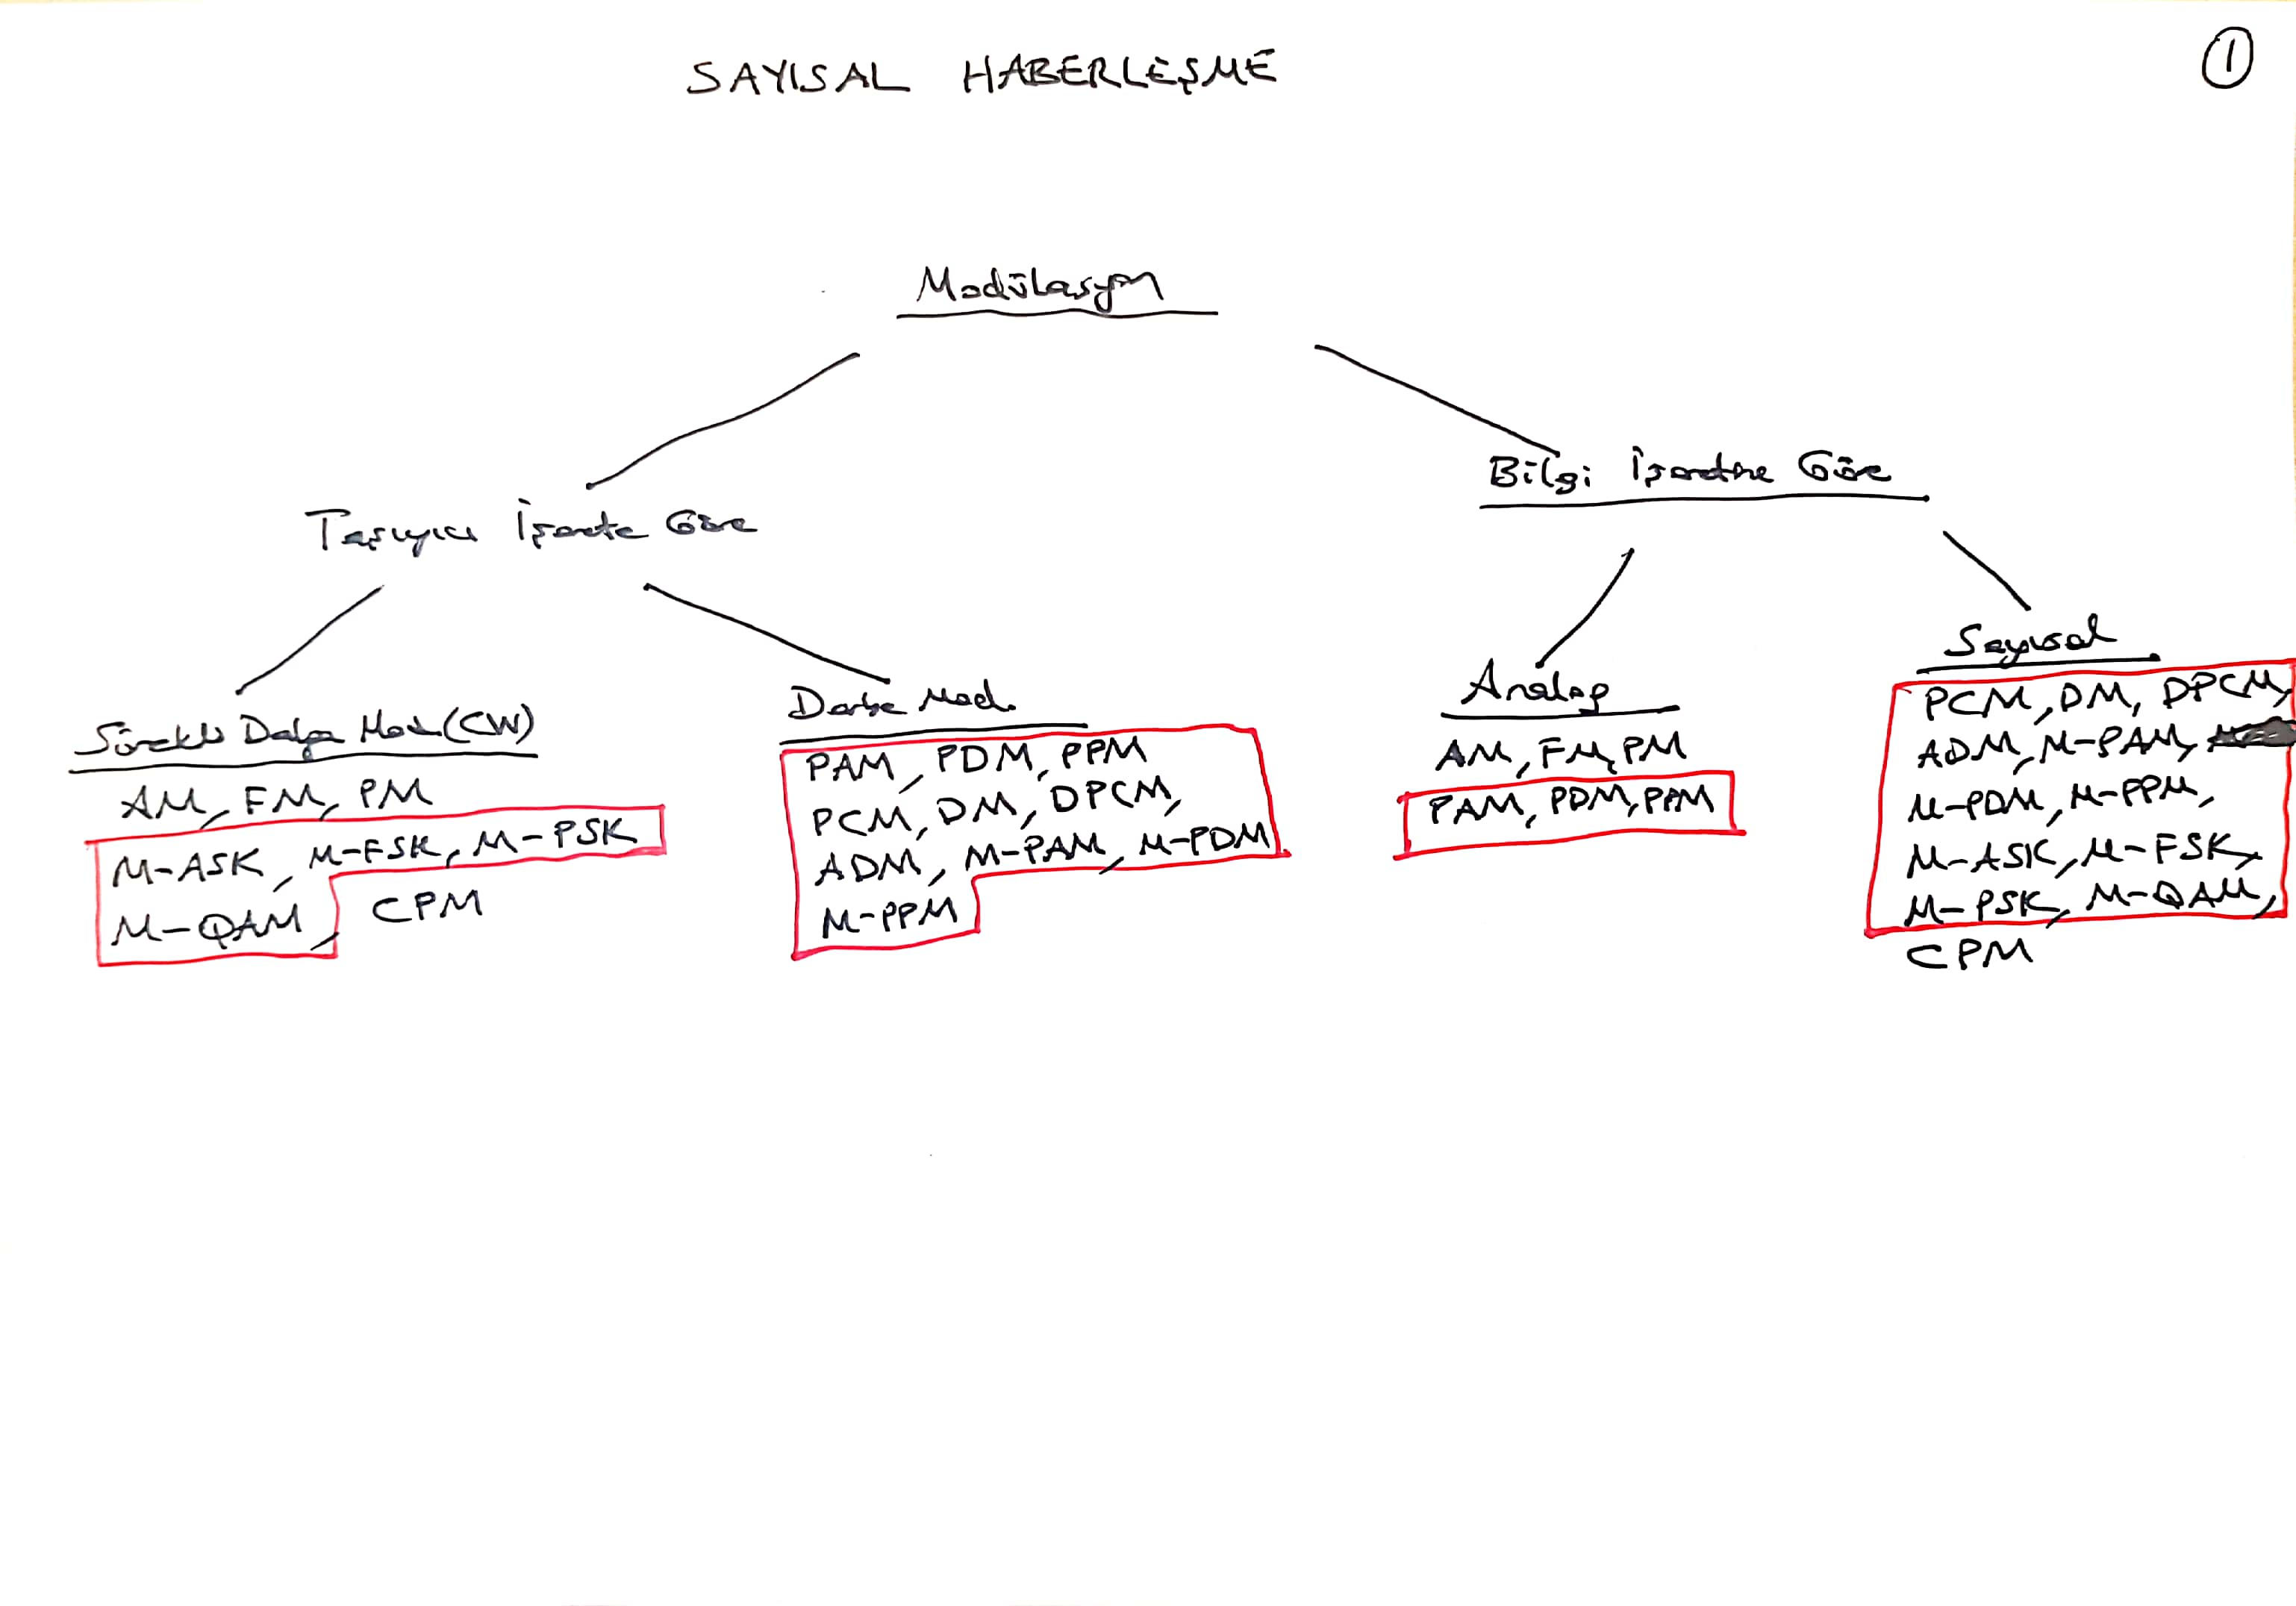 SAYISAL HABERLEŞME
1
Modülasyon
Taşıyıcı İşarete Göre
Bilgi İşaretine Göre
Sürekli Dalga Mod. (CW)
AM, FM, PM
M-ASK, M-FSK, M-PSK
M-QAM, CPM
Darbe Mod.
PAM, PDM, PPM
PCM, DM, DPCM,
ADM, M-PAM, M-PDM
M-PPM
Analog
AM, FM, PM
PAM, PDM, PPM
Sayısal
PCM, DM, DPCM,
ADM, M-PAM,
M-PDM, M-PPM,
M-ASK, M-FSK,
M-PSK, M-QAM,
CPM